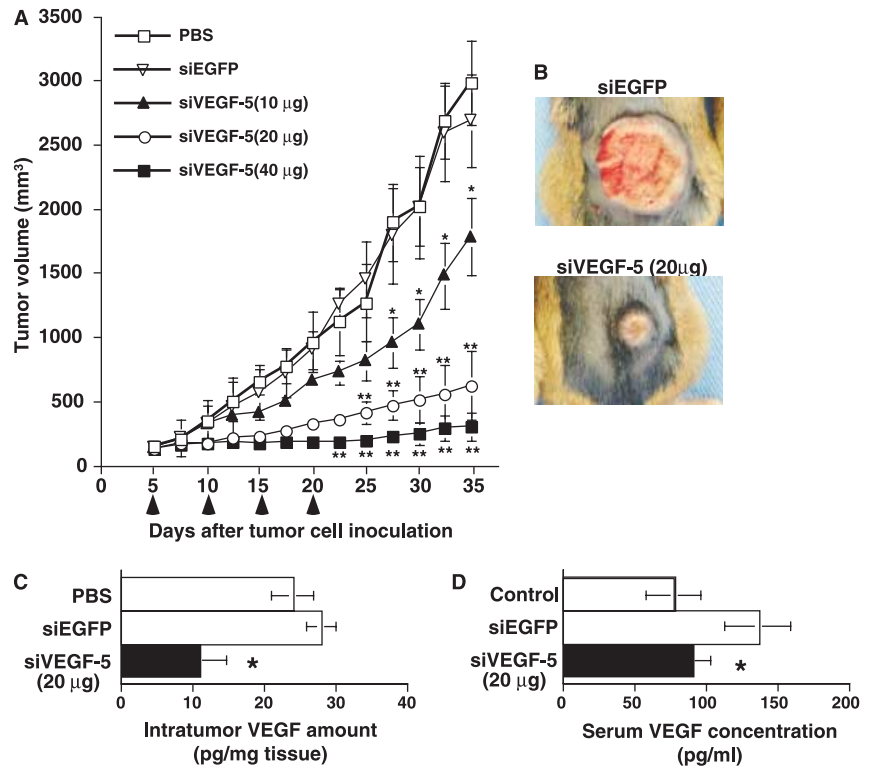 A
3500
3000
2500
2000
1500
1000
500
0
Tumor volume (mm³)
PBS
siEGFP
siVEGF-5(10 μg)
siVEGF-5(20 μg)
siVEGF-5(40 μg)
*
*
*
*
**
**
**
**
**
**
**
**
**
**
**
0 5 10 15 20 25 30 35
Days after tumor cell inoculation
B
siEGFP
siVEGF-5 (20μg)
C
PBS
siEGFP
siVEGF-5
(20 μg)
*
0 10 20 30 40
Intratumor VEGF amount
(pg/mg tissue)
D
Control
siEGFP
siVEGF-5
(20 μg)
*
0 50 100 150 200
Serum VEGF concentration
(pg/ml)